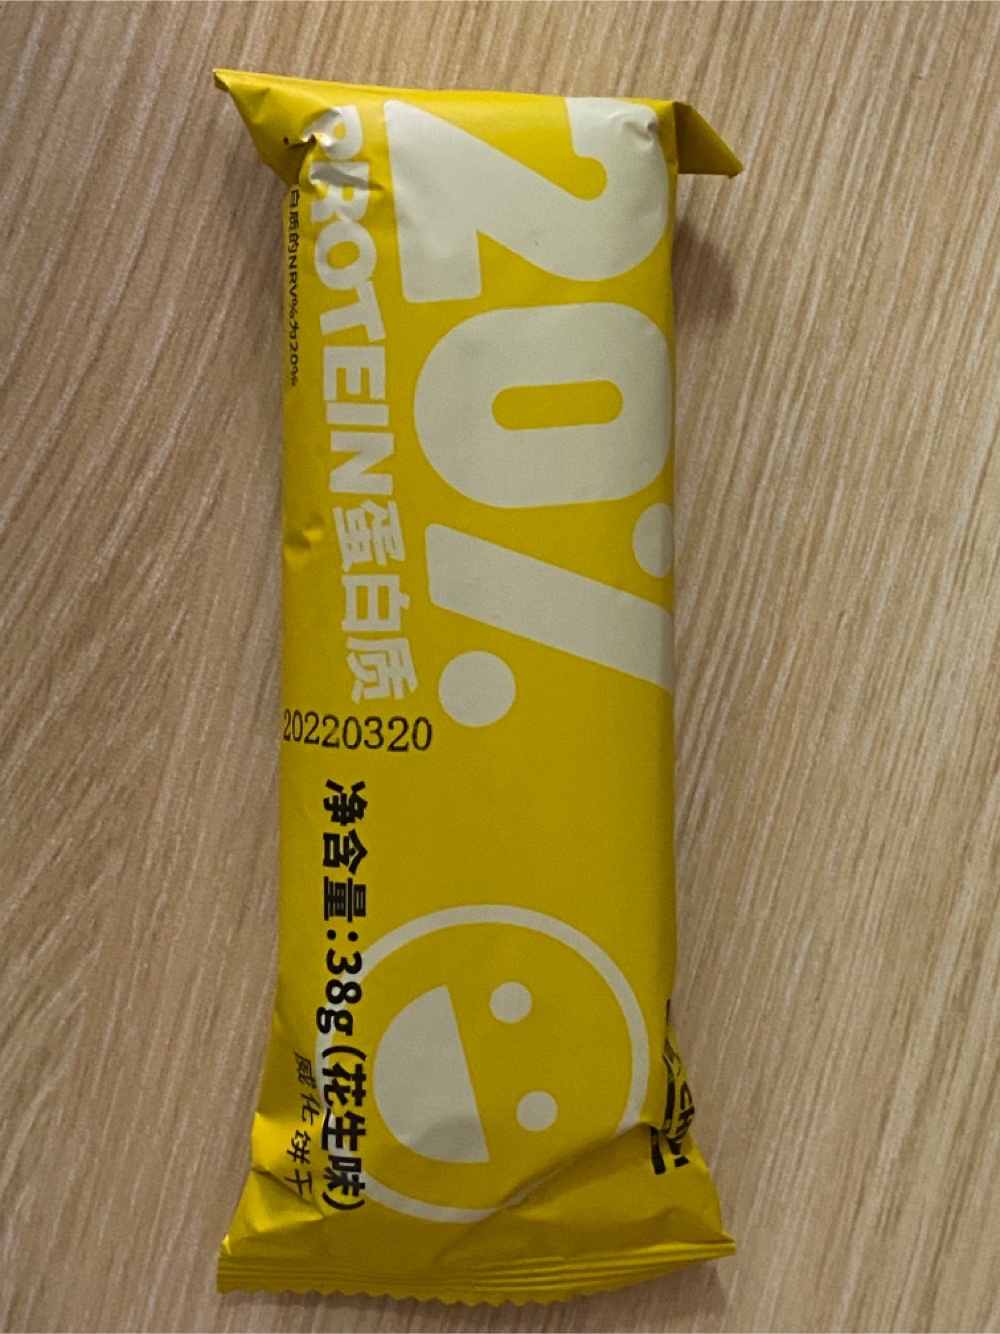 20%
PROTEIN蛋白质
白质的NRV%为20%
20220320
净含量:38g(花生味)
威化饼干